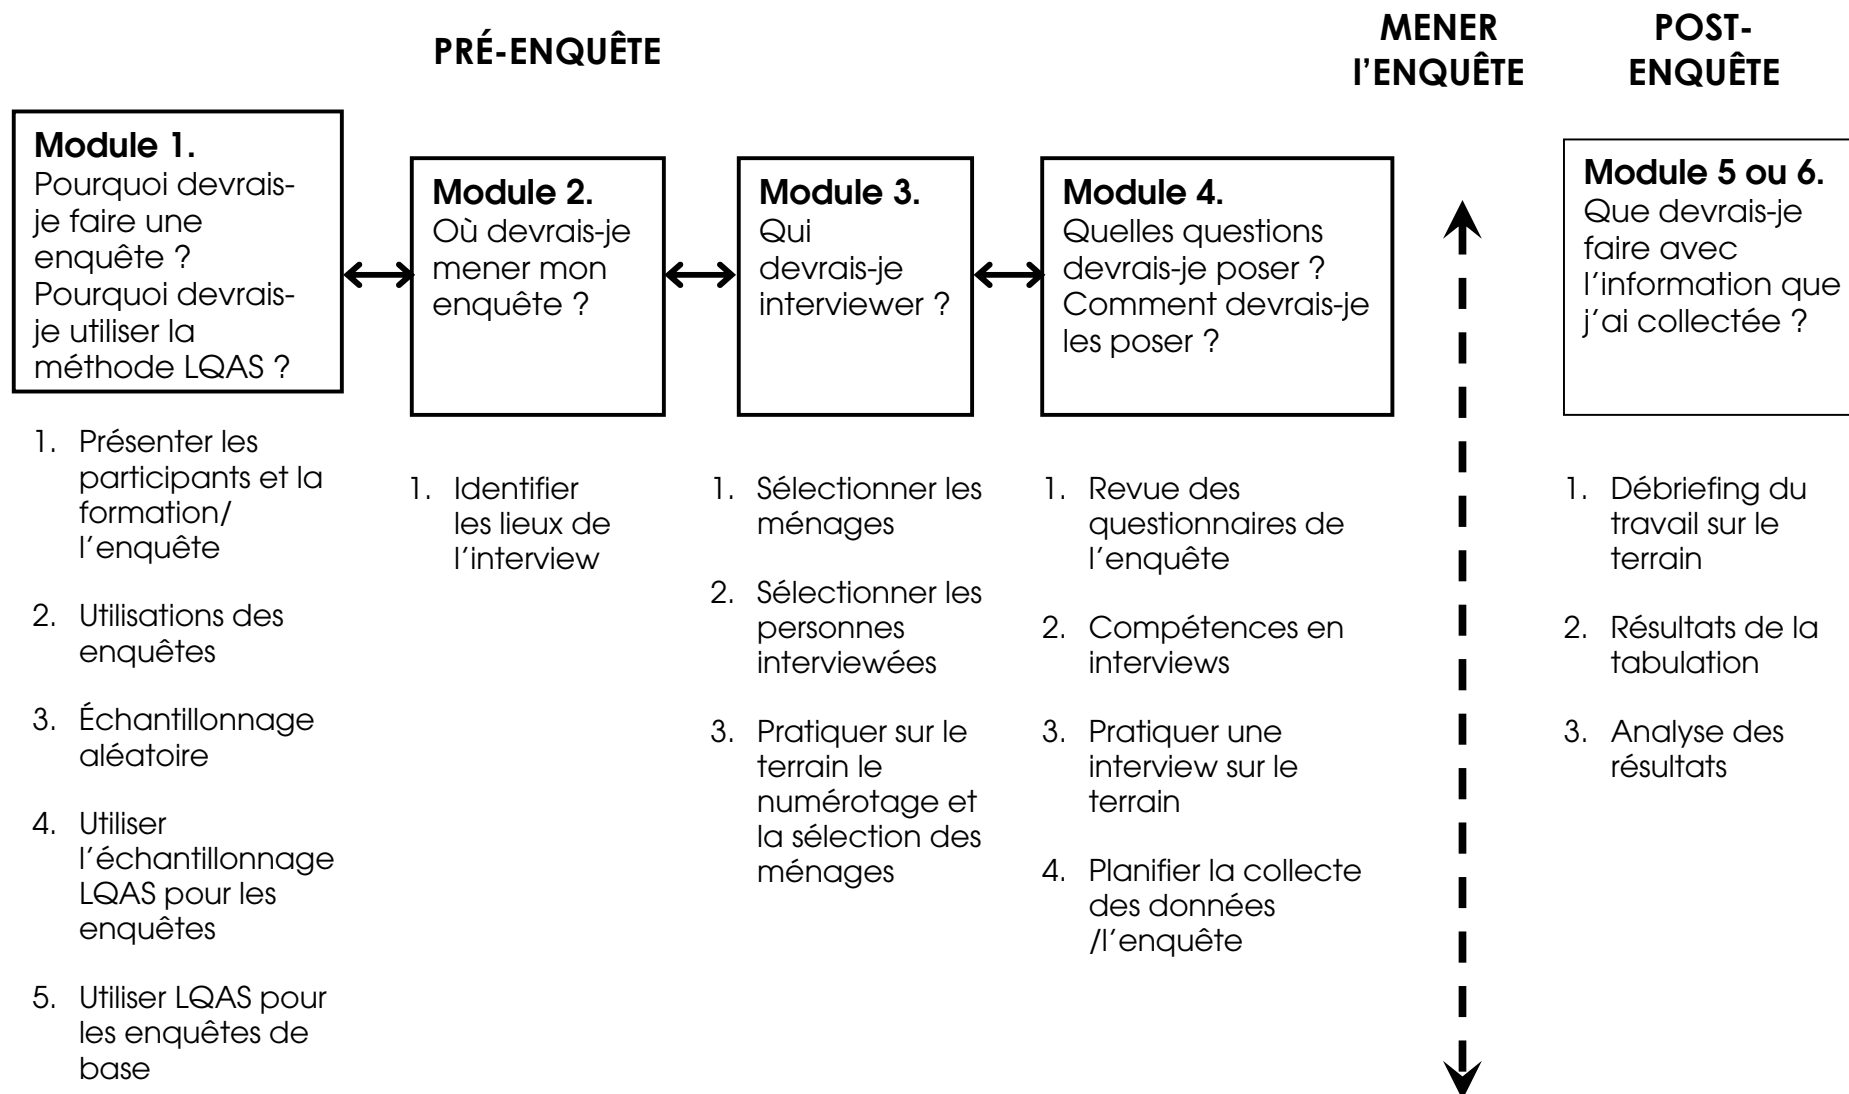 PRÉ-ENQUÊTE
MENER
l'ENQUÊTE
POST-
ENQUÊTE
Module 1.
Pourquoi devrais-
je faire une
enquête ?
Pourquoi devrais-
je utiliser la
méthode LQAS ?
1. Présenter les
participants et la
formation/
l'enquête
2. Utilisations des
enquêtes
3. Échantillonnage
aléatoire
4. Utiliser
l'échantillonnage
LQAS pour les
enquêtes
5. Utiliser LQAS pour
les enquêtes de
base
Module 2.
Où devrais-je
mener mon
enquête ?
1. Identifier
les lieux de
l'interview
Module 3.
Qui
devrais-je
interviewer ?
1. Sélectionner les
ménages
2. Sélectionner les
personnes
interviewées
3. Pratiquer sur le
terrain le
numérotage et
la sélection des
ménages
Module 4.
Quelles questions
devrais-je poser ?
Comment devrais-je
les poser ?
1. Revue des
questionnaires de
l'enquête
2. Compétences en
interviews
3. Pratiquer une
interview sur le
terrain
4. Planifier la collecte
des données
/l'enquête
Module 5 ou 6.
Que devrais-je
faire avec
l'information que
j'ai collectée ?
1. Débriefing du
travail sur le
terrain
2. Résultats de la
tabulation
3. Analyse des
résultats